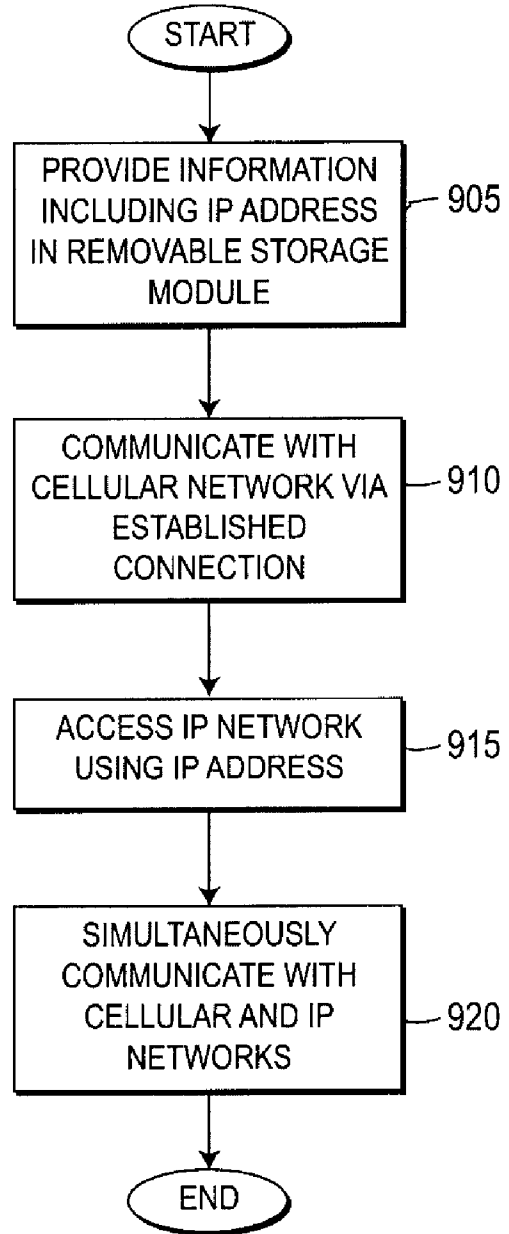 START
PROVIDE INFORMATION
INCLUDING IP ADDRESS
IN REMOVABLE STORAGE
MODULE
905
COMMUNICATE WITH
CELLULAR NETWORK VIA
ESTABLISHED
CONNECTION
910
ACCESS IP NETWORK
USING IP ADDRESS
915
SIMULTANEOUSLY
COMMUNICATE WITH
CELLULAR AND IP
NETWORKS
920
END